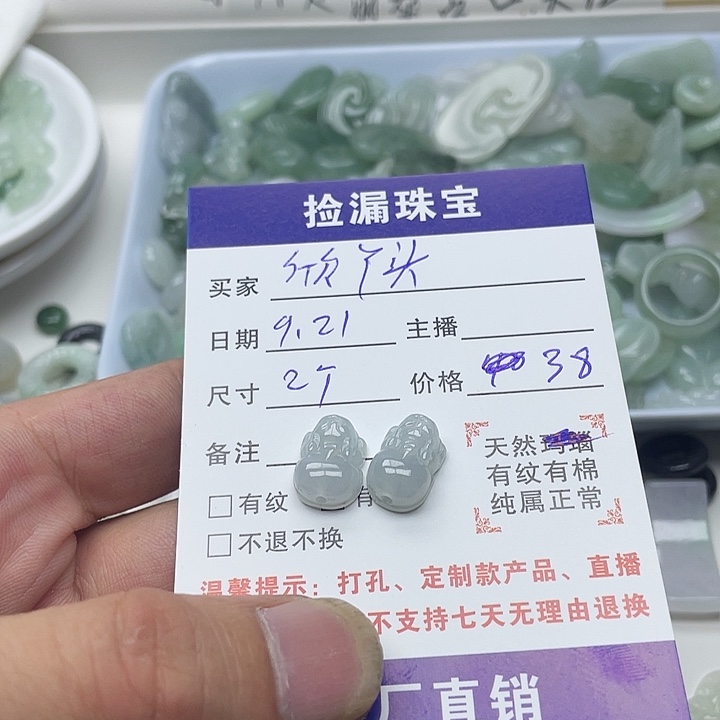 捡漏珠宝
买家
日期 9.21 主播
尺寸 2个 价格 38
备注
天然玛瑙
有纹有棉
纯属正常
□有纹 有
□不退不换
温馨提示：打孔、定制款产品、直播
不支持七天无理由退换
厂直销